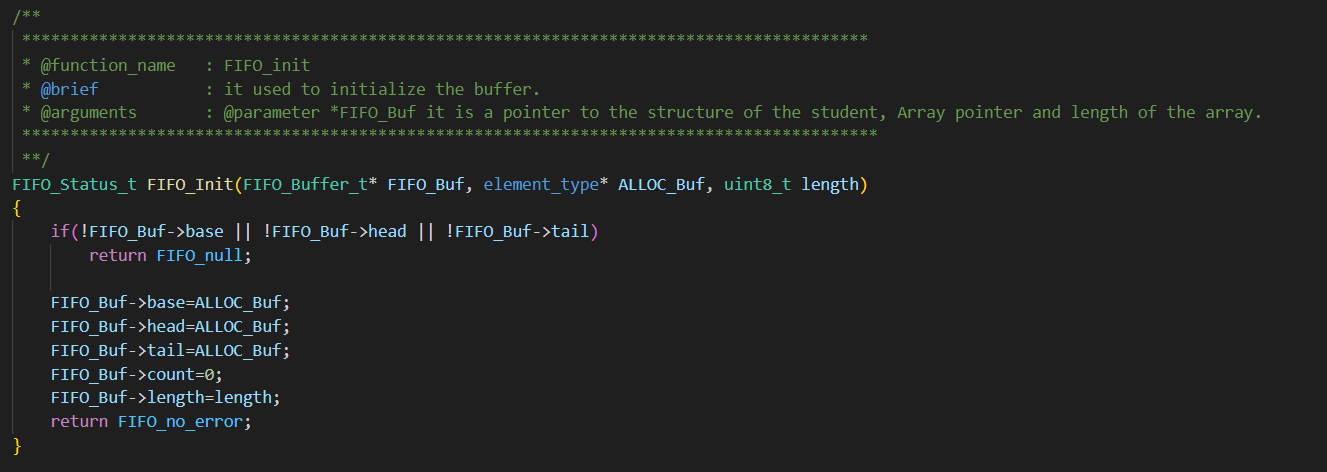 /**
****************************************************************************************
* @function_name   : FIFO_init
* @brief           : it used to initialize the buffer.
* @arguments       : @parameter *FIFO_Buf it is a pointer to the structure of the student, Array pointer and length of the array.
*****************************************************************************************
**/
FIFO_Status_t FIFO_Init(FIFO_Buffer_t* FIFO_Buf, element_type* ALLOC_Buf, uint8_t length)
{
    if(!FIFO_Buf->base || !FIFO_Buf->head || !FIFO_Buf->tail)
        return FIFO_null;

    FIFO_Buf->base=ALLOC_Buf;
    FIFO_Buf->head=ALLOC_Buf;
    FIFO_Buf->tail=ALLOC_Buf;
    FIFO_Buf->count=0;
    FIFO_Buf->length=length;
    return FIFO_no_error;
}